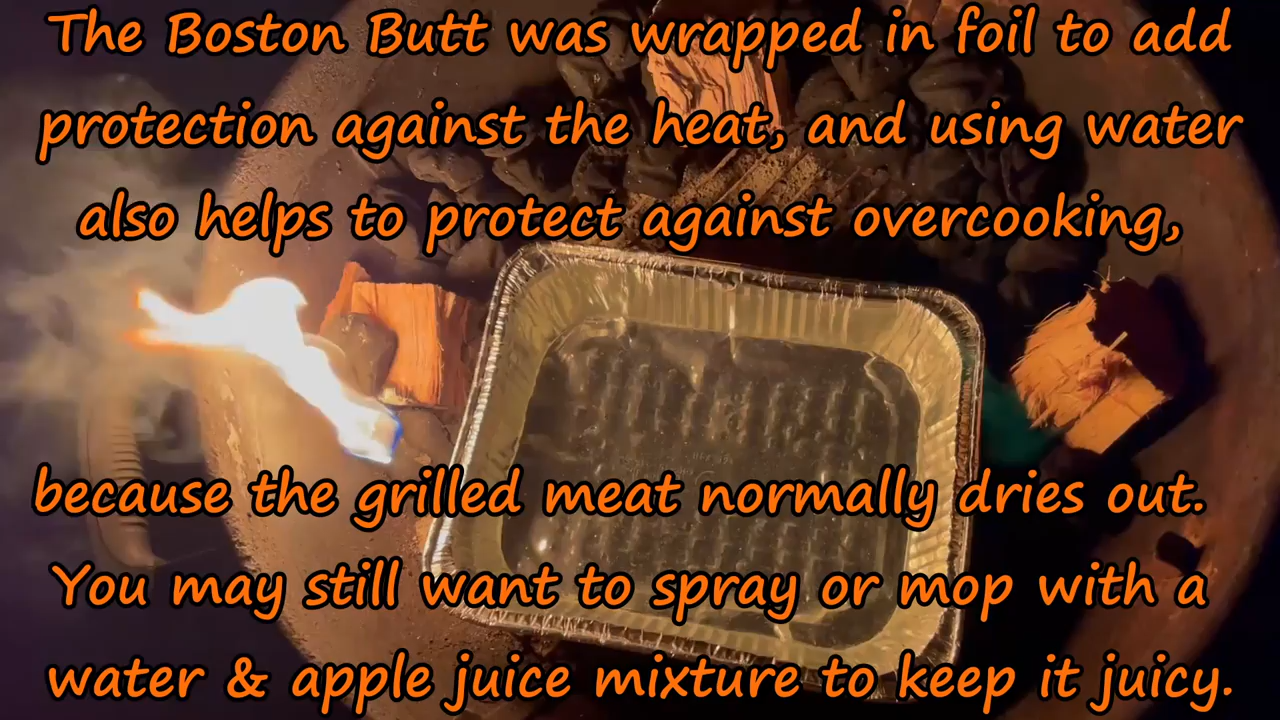 The Boston Butt was wrapped in foil to add
protection against the heat, and using water
also helps to protect against overcooking,
because the grilled meat normally dries out.
You may still want to spray or mop with a
water & apple juice mixture to keep it juicy.